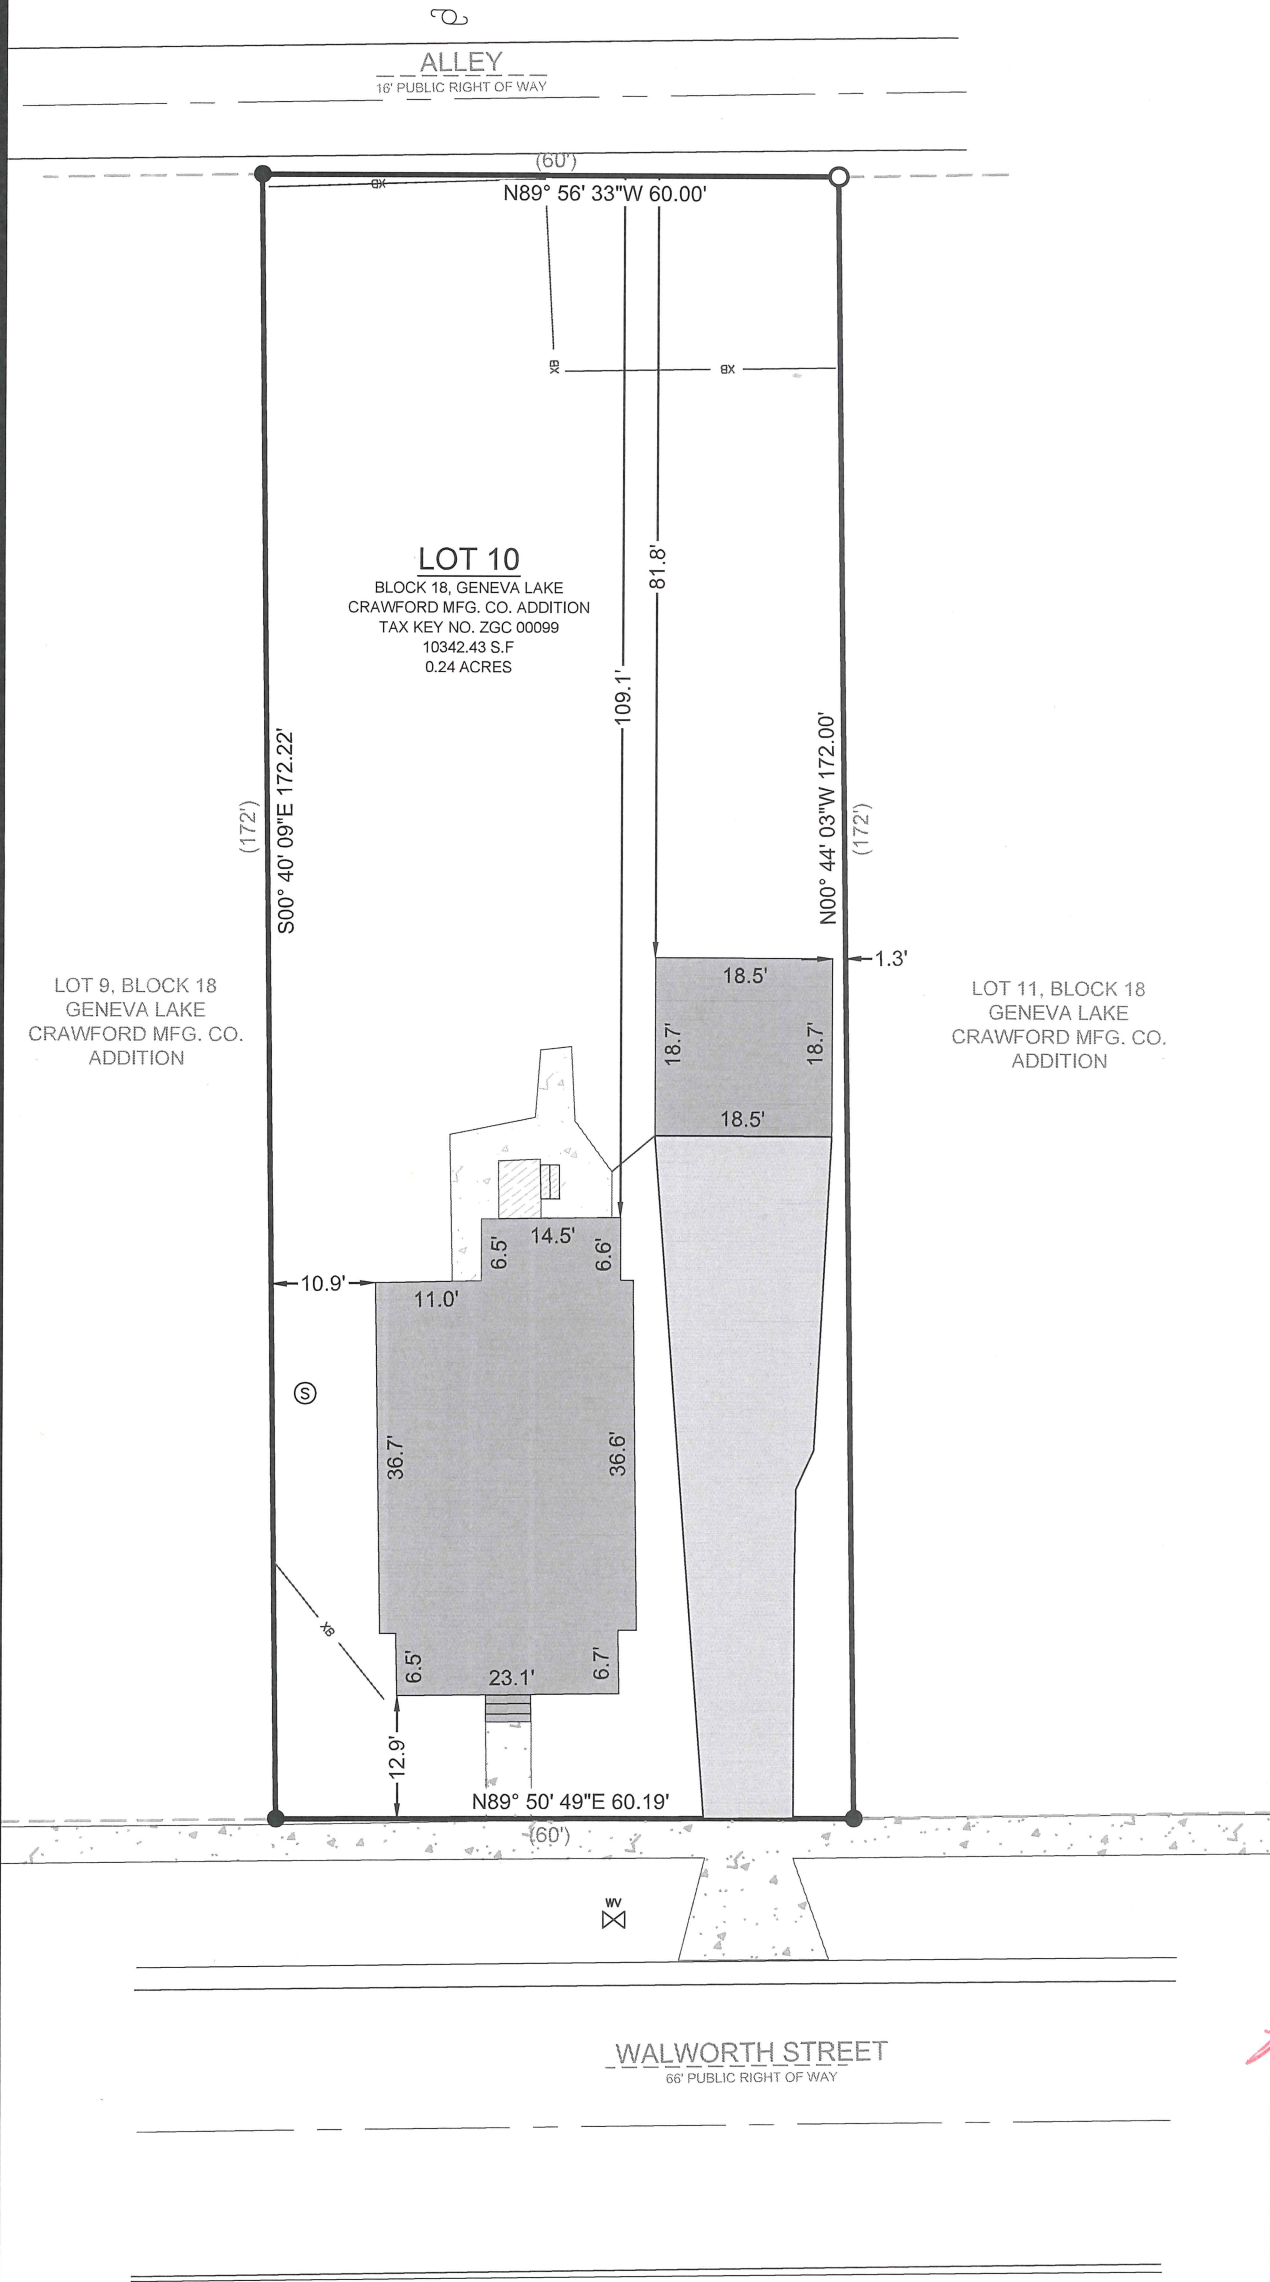 ALLEY
16' PUBLIC RIGHT OF WAY
(60')
XB
N89° 56' 33"W 60.00'
XB
XB
81.8'
LOT 10
BLOCK 18, GENEVA LAKE
CRAWFORD MFG. CO. ADDITION
TAX KEY NO. ZGC 00099
10342.43 S.F
0.24 ACRES
109.1'
S00° 40' 09"E 172.22'
(172')
N00° 44' 03"W 172.00'
(172')
1.3'
18.5'
LOT 9, BLOCK 18
GENEVA LAKE
CRAWFORD MFG. CO.
ADDITION
LOT 11, BLOCK 18
GENEVA LAKE
CRAWFORD MFG. CO.
ADDITION
18.7'
18.7'
18.5'
14.5'
6.5'
6.6'
10.9'
11.0'
S
36.7'
36.6'
XB
6.5'
6.7'
23.1'
12.9'
N89° 50' 49"E 60.19'
(60')
WV
WALWORTH STREET
66' PUBLIC RIGHT OF WAY